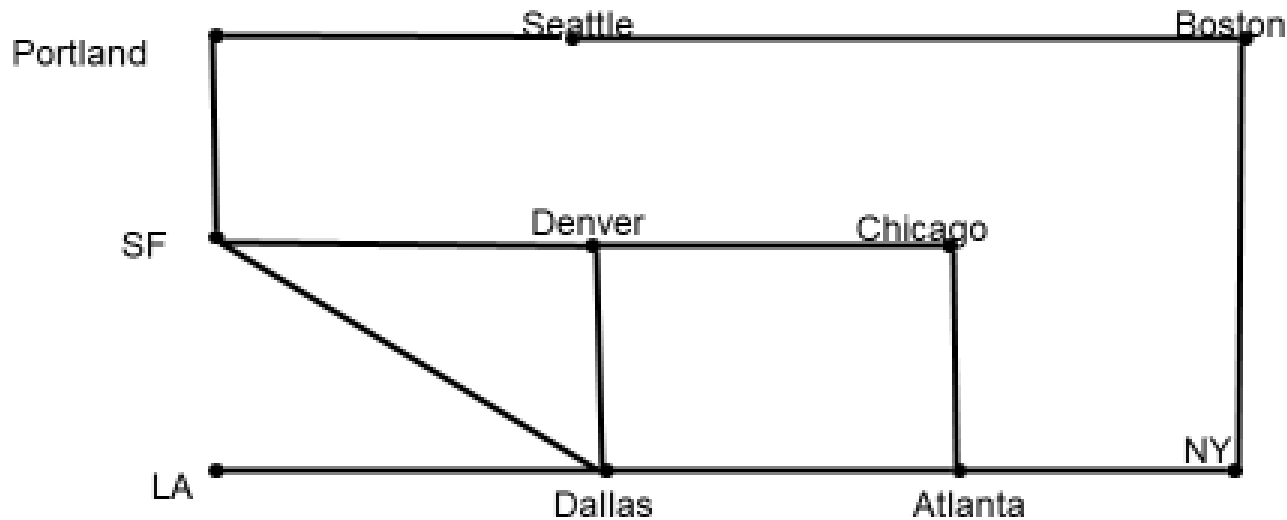 Seattle
Boston
Portland
Denver
Chicago
SF
NY
LA
Dallas
Atlanta